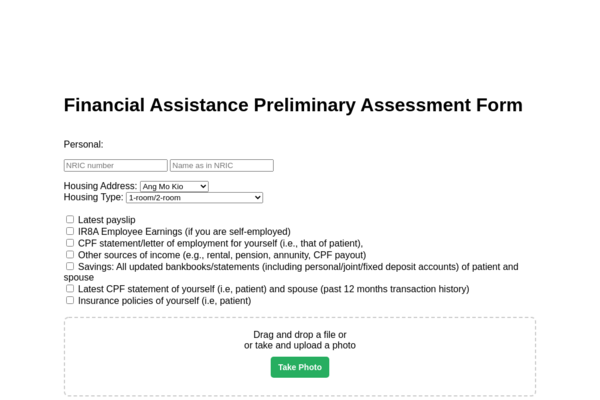 Financial Assistance Preliminary Assessment Form
Personal:
NRIC number Name as in NRIC
Housing Address: Ang Mo Kio
Housing Type: 1-room/2-room
Latest payslip
IR8A Employee Earnings (if you are self-employed)
CPF statement/letter of employment for yourself (i.e., that of patient),
Other sources of income (e.g., rental, pension, annunity, CPF payout)
Savings: All updated bankbooks/statements (including personal/joint/fixed deposit accounts) of patient and
spouse
Latest CPF statement of yourself (i.e, patient) and spouse (past 12 months transaction history)
Insurance policies of yourself (i.e, patient)
Drag and drop a file or
or take and upload a photo
Take Photo